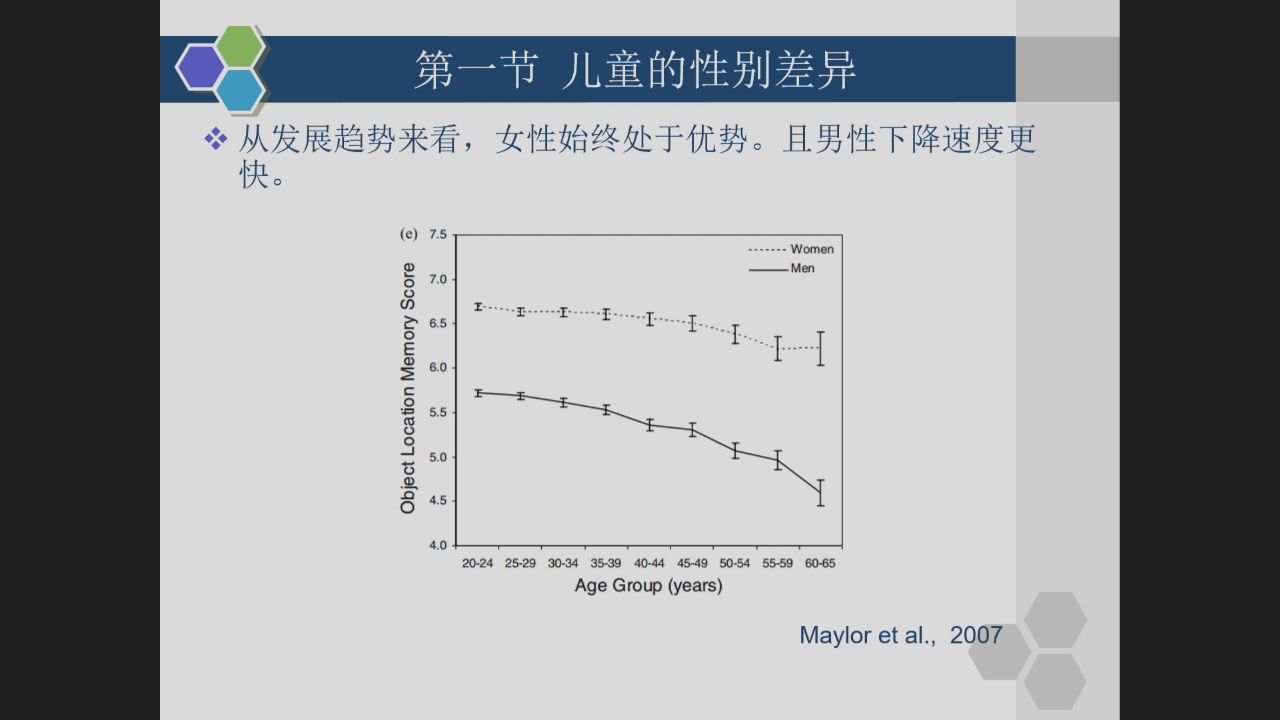 第一节 儿童的性别差异
从发展趋势来看，女性始终处于优势。且男性下降速度更
快。
(e)
7.5
7.0
6.5
6.0
5.5
5.0
4.5
4.0
Object Location Memory Score
Women
Men
20-24 25-29 30-34 35-39 40-44 45-49 50-54 55-59 60-65
Age Group (years)
Maylor et al., 2007